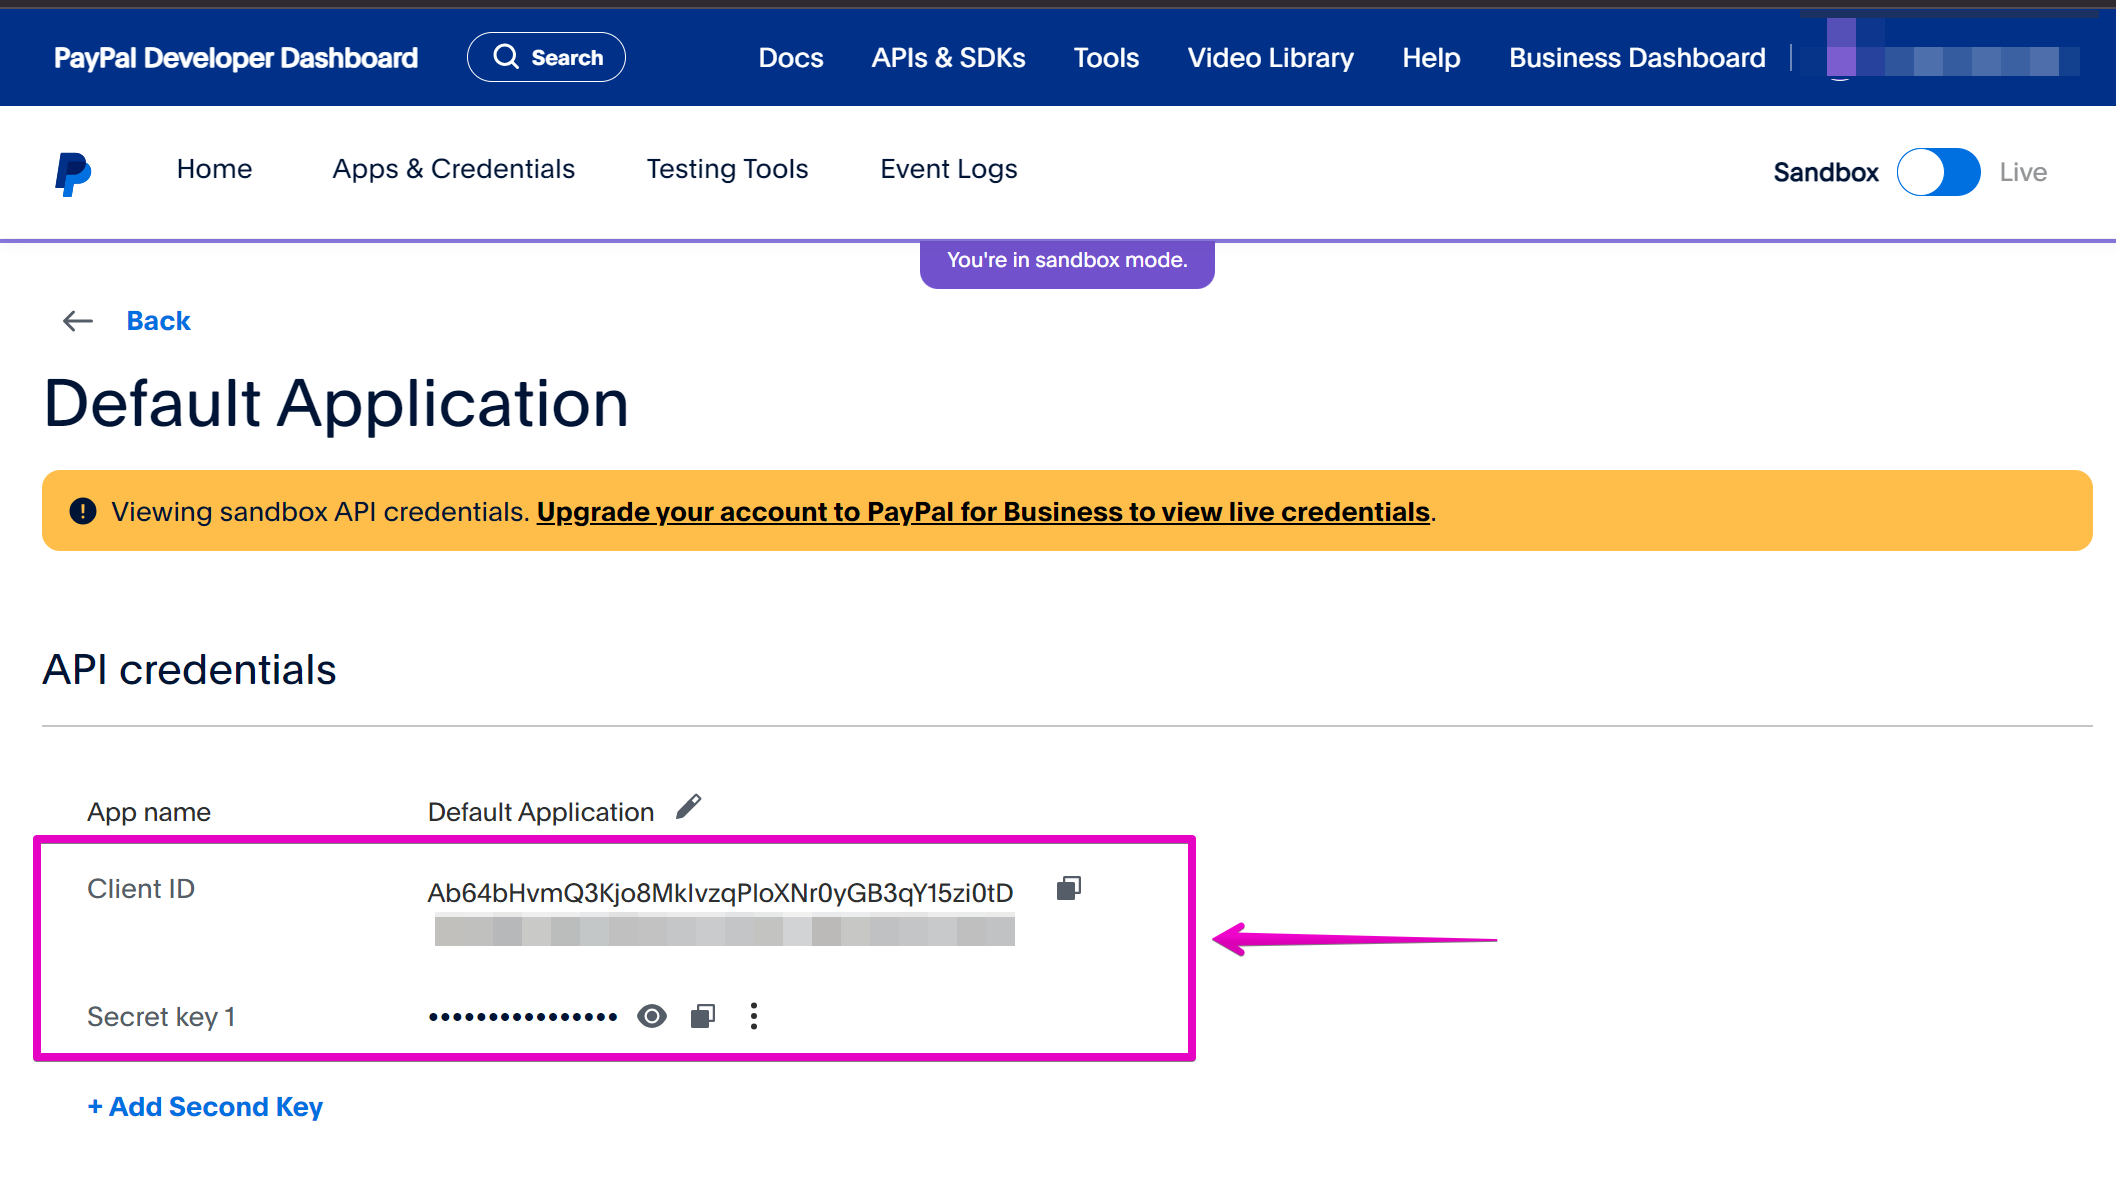 PayPal Developer Dashboard
Search
Docs
APIs & SDKs
Tools
Video Library
Help
Business Dashboard
Home
Apps & Credentials
Testing Tools
Event Logs
Sandbox
Live
You're in sandbox mode.
Back
Default Application
Viewing sandbox API credentials. Upgrade your account to PayPal for Business to view live credentials.
API credentials
App name
Default Application
Client ID
Ab64bHvmQ3Kjo8MkIvzqPIoXNr0yGB3qY15zi0tD
Secret key 1
••••••••••••••••
+ Add Second Key